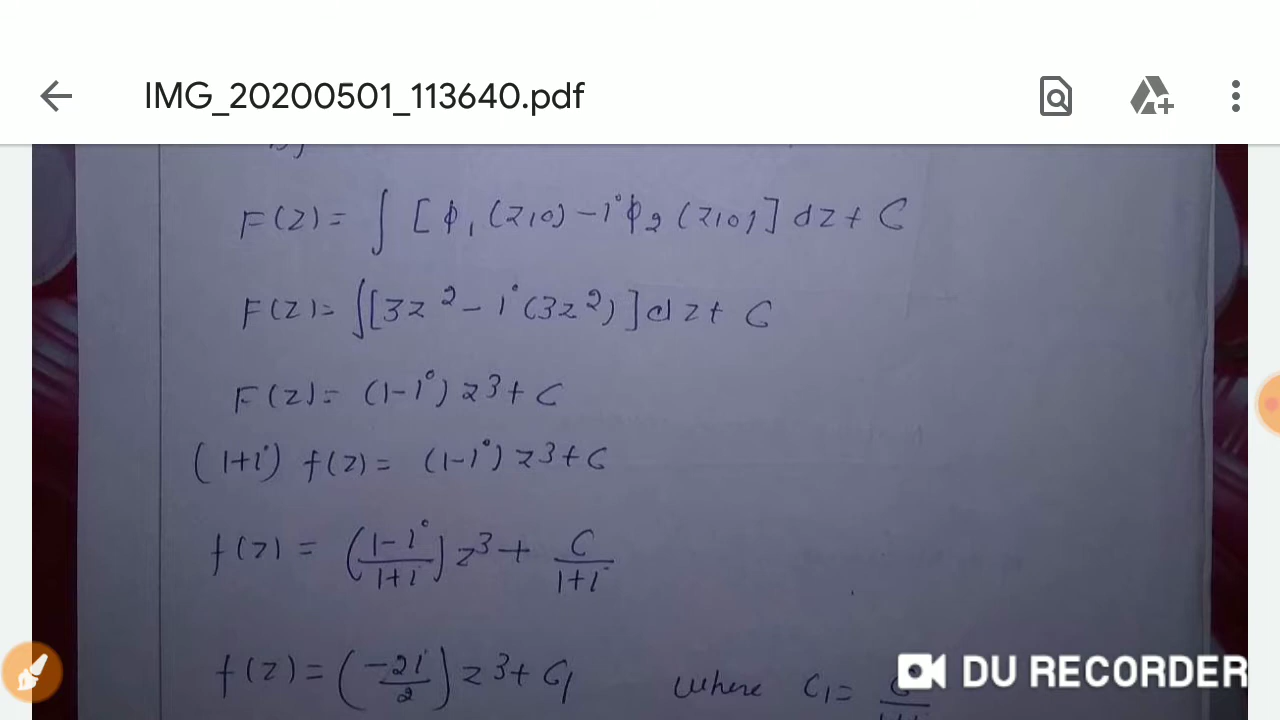 IMG_20200501_113640.pdf
F(z) = ∫ [ϕ₁(z,0) - iϕ₂(z,0)] dz + C
F(z) = ∫[3z² - i(3z²)] dz + C
F(z) = (1-i) z³ + C
(1+i) f(z) = (1-i) z³ + C
f(z) = ((1-i)/(1+i)) z³ + C/(1+i)
f(z) = (-2i/2) z³ + C₁ where C₁ =
DU RECORDER